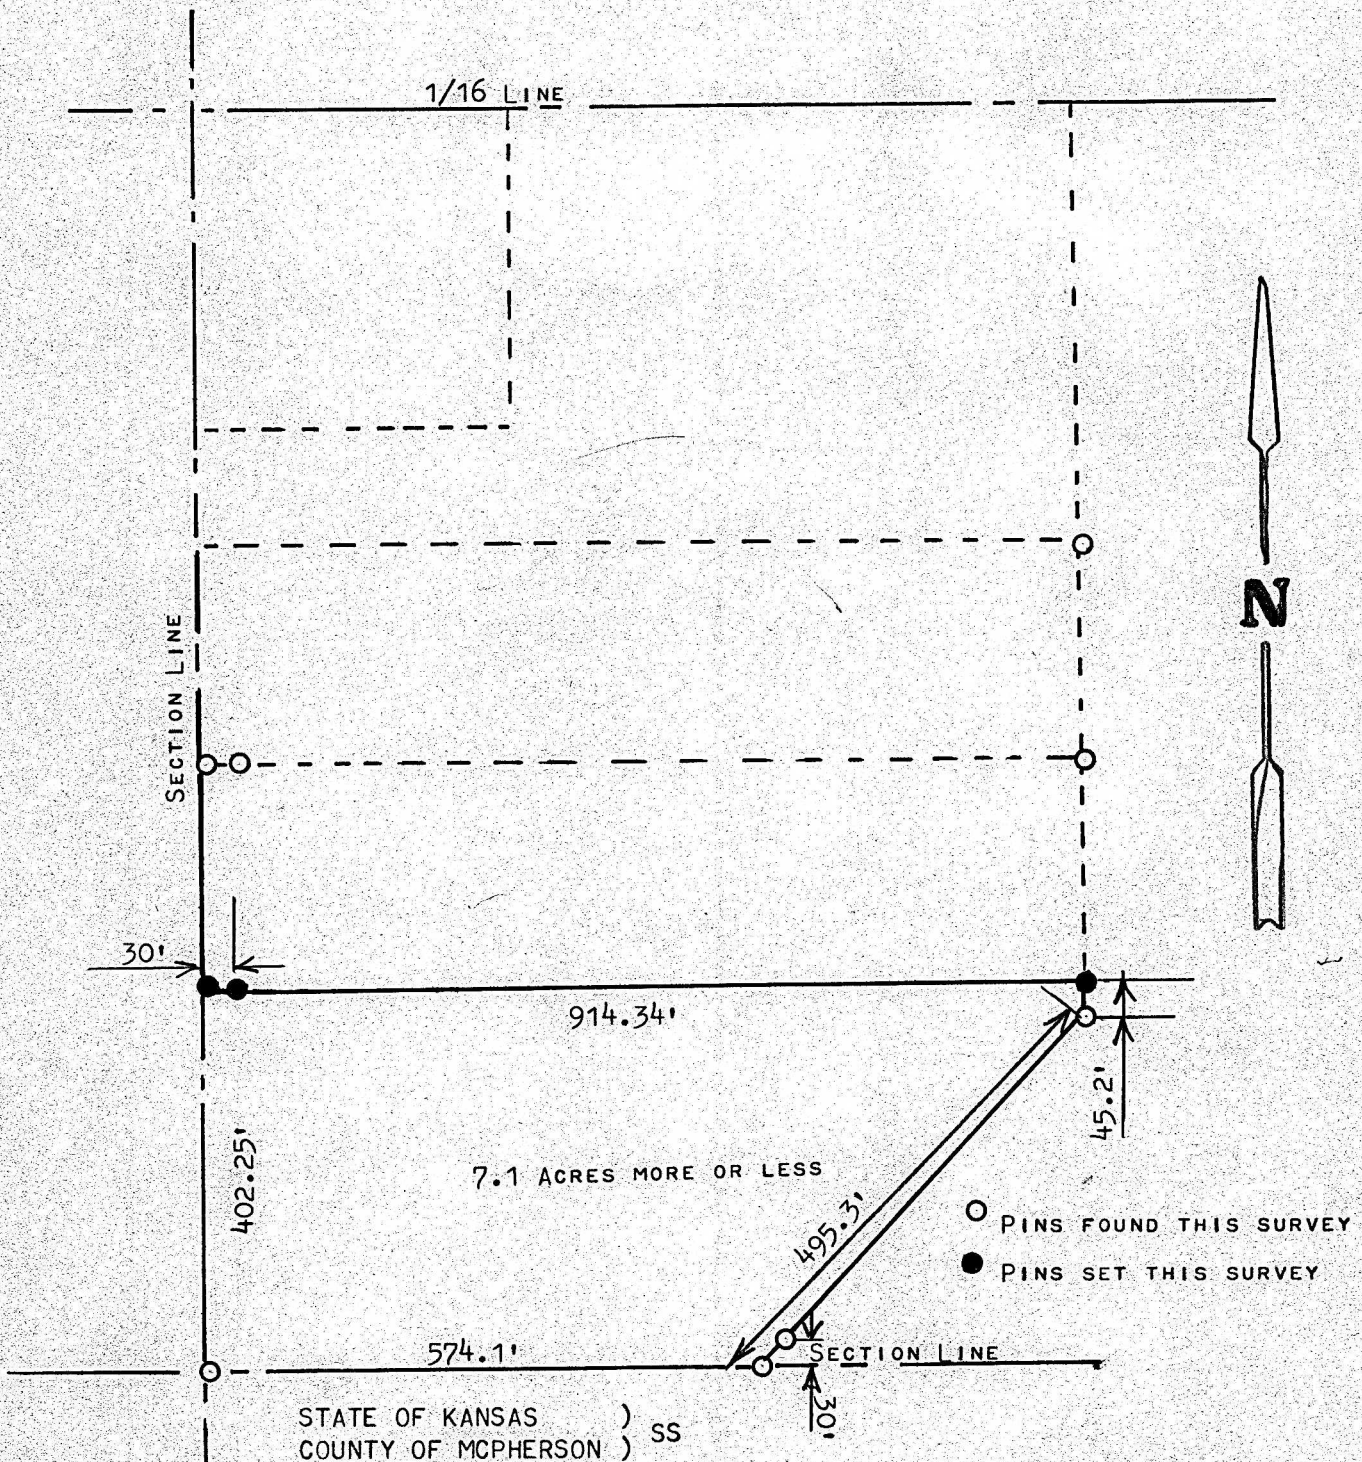 1/16 LINE
SECTION LINE
N
30'
914.34'
45.2'
402.25'
7.1 ACRES MORE OR LESS
495.3'
PINS FOUND THIS SURVEY
PINS SET THIS SURVEY
574.1'
SECTION LINE
30'
STATE OF KANSAS ) SS
COUNTY OF MCPHERSON )